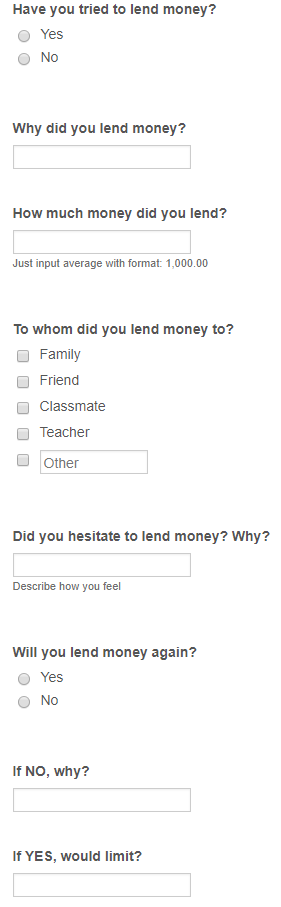 Have you tried to lend money?
Yes
No
Why did you lend money?
How much money did you lend?
Just input average with format: 1,000.00
To whom did you lend money to?
Family
Friend
Classmate
Teacher
Other
Did you hesitate to lend money? Why?
Describe how you feel
Will you lend money again?
Yes
No
If NO, why?
If YES, would limit?